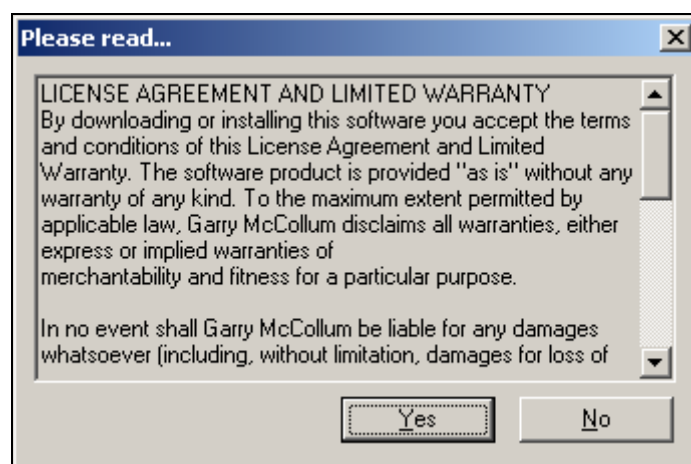 Please read...
LICENSE AGREEMENT AND LIMITED WARRANTY
By downloading or installing this software you accept the terms
and conditions of this License Agreement and Limited
Warranty. The software product is provided "as is" without any
warranty of any kind. To the maximum extent permitted by
applicable law, Garry McCollum disclaims all warranties, either
express or implied warranties of
merchantability and fitness for a particular purpose.
In no event shall Garry McCollum be liable for any damages
whatsoever (including, without limitation, damages for loss of
Yes No